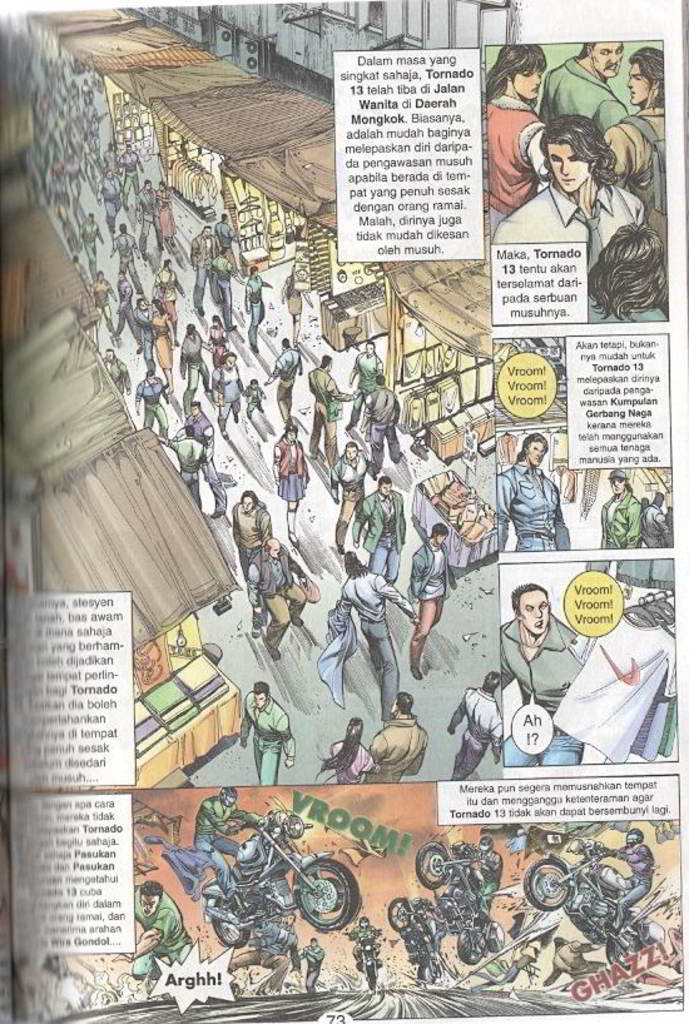 Dalam masa yang
singkat sahaja, Tornado
13 telah tiba di Jalan
Wanita di Daerah
Mongkok. Biasanya,
adalah mudah baginya
melepaskan diri daripa-
da pengawasan musuh
apabila berada di tem-
pat yang penuh sesak
dengan orang ramai.
Malah, dirinya juga
tidak mudah dikesan
oleh musuh.
Maka, Tornado
13 tentu akan
terselamat dari-
pada serbuan
musuhnya.
Vroom!
Vroom!
Vroom!
Akan tetapi, bukan-
nya mudah untuk
Tornado 13
melepaskan dirinya
daripada penga-
wasan Kumpulan
Gerbang Naga
kerana mereka
telah menggunakan
semua tenaga
manusia yang ada.
Vroom!
Vroom!
Vroom!
Ah
!?
stesyen
bas awam
mana sahaja
yang berham-
boleh dijadikan
tempat perlin-
bagi Tornado
di tempat
penuh sesak
musuh....
dengan apa cara
mereka tidak
Tornado
begitu sahaja.
Pasukan
dan Pasukan
mengetahui
13 cuba
diri dalam
orang ramai, dan
menerima arahan
Wira Gondol....
Mereka pun segera memusnahkan tempat
itu dan mengganggu ketenteraman agar
Tornado 13 tidak akan dapat bersembunyi lagi.
VROOM!
Arghh!
GHAZZ!
73